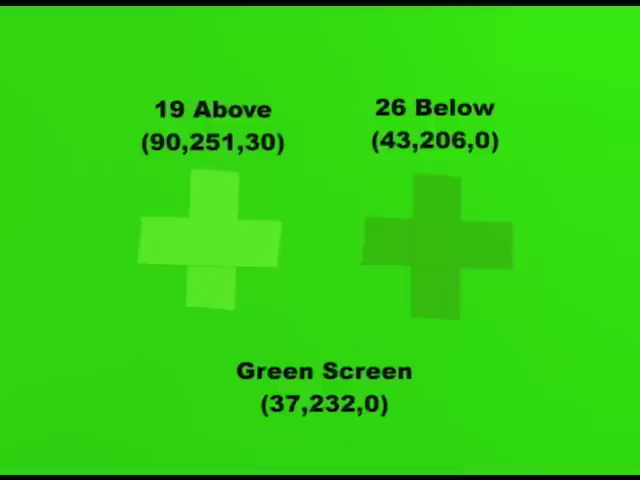 19 Above
(90,251,30)
26 Below
(43,206,0)
Green Screen
(37,232,0)